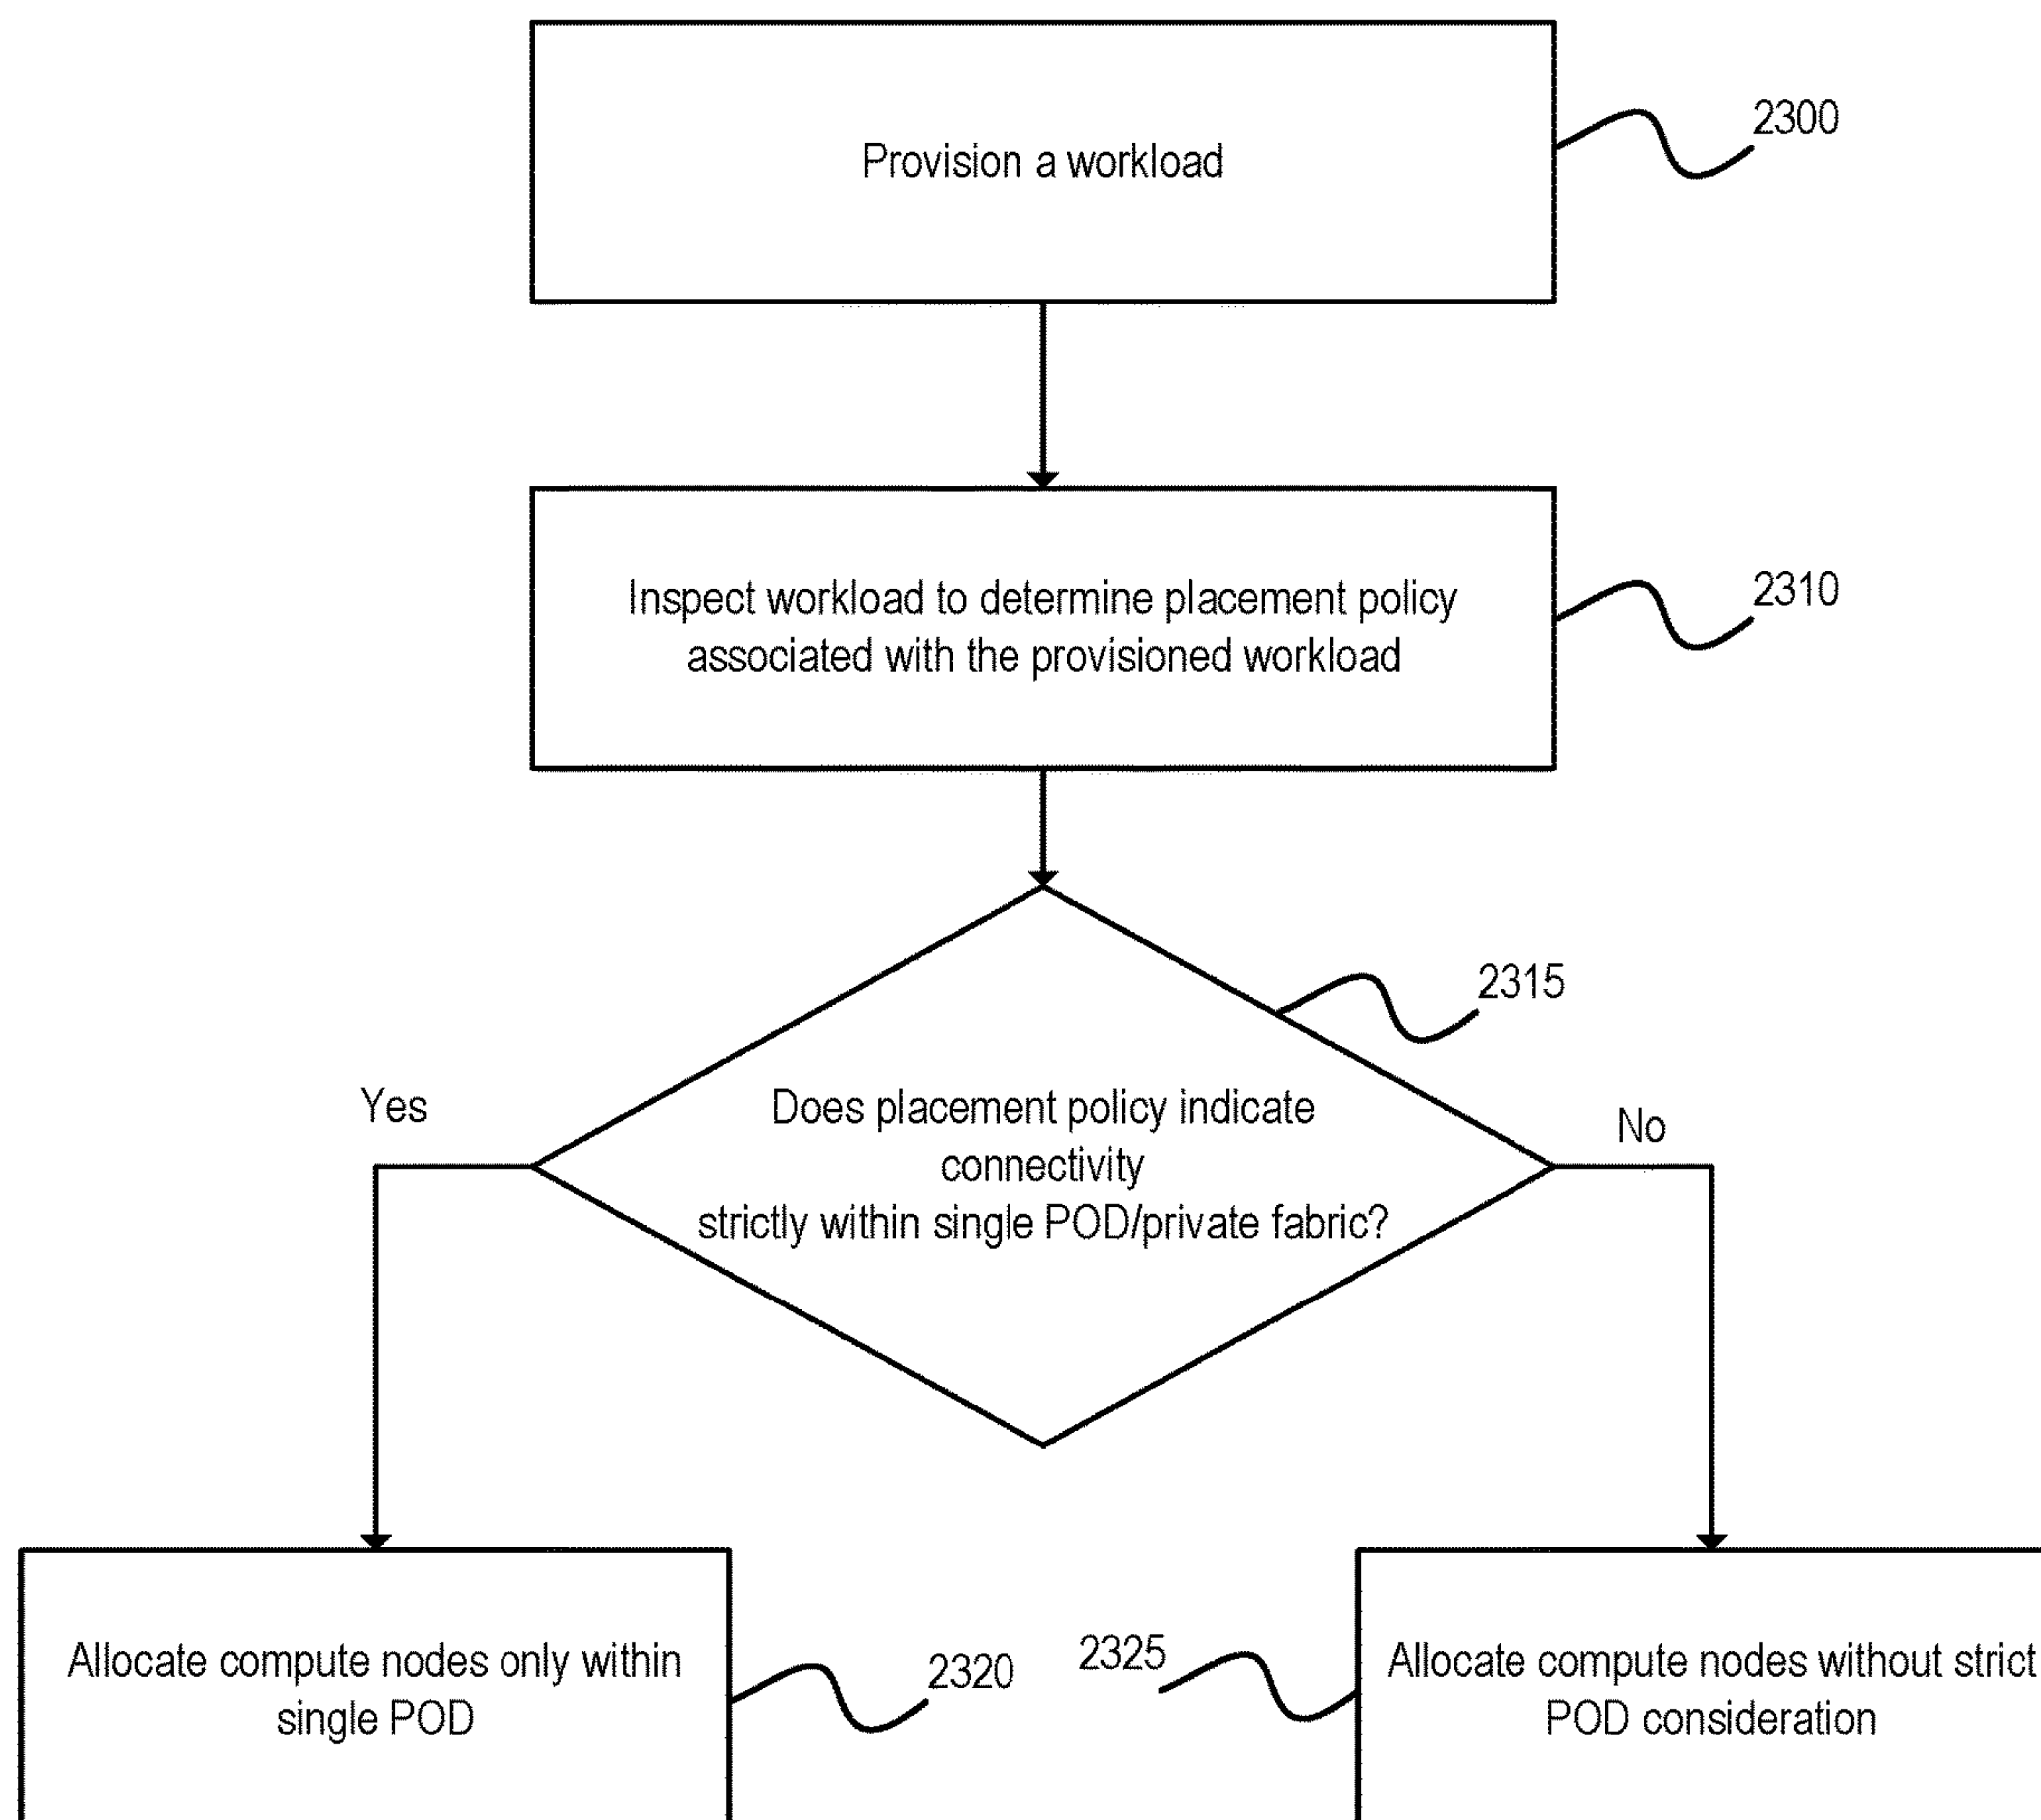 Provision a workload
2300
Inspect workload to determine placement policy
associated with the provisioned workload
2310
2315
Does placement policy indicate
connectivity
strictly within single POD/private fabric?
Yes
No
Allocate compute nodes only within
single POD
2320
2325
Allocate compute nodes without strict
POD consideration